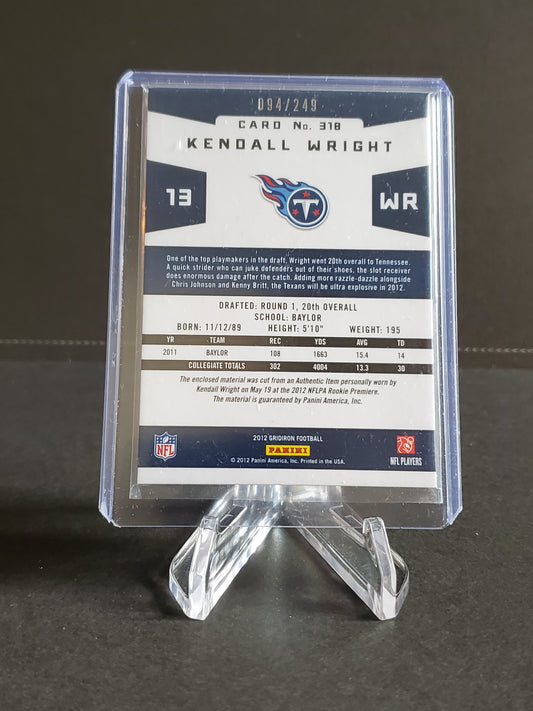 094/249
CARD No. 318
KENDALL WRIGHT
13
WR
T
One of the top playmakers in the draft, Wright went 20th overall to Tennessee.
A quick strider who can juke defenders out of their shoes, the slot receiver
does enormous damage after the catch. Adding more razzle-dazzle alongside
Chris Johnson and Kenny Britt, the Texans will be ultra explosive in 2012.
DRAFTED: ROUND 1, 20th OVERALL
SCHOOL: BAYLOR
BORN: 11/12/89 HEIGHT: 5'10" WEIGHT: 195
YR TEAM REC YDS AVG TD
2011 BAYLOR 108 1663 15.4 14
COLLEGIATE TOTALS 302 4004 13.3 30
The enclosed material was cut from an Authentic Item personally worn by
Kendall Wright on May 19 at the 2012 NFLPA Rookie Premiere.
The material is guaranteed by Panini America, Inc.
NFL
2012 GRIDIRON FOOTBALL
PANINI
© 2012 Panini America, Inc. Printed in the USA.
NFL PLAYERS